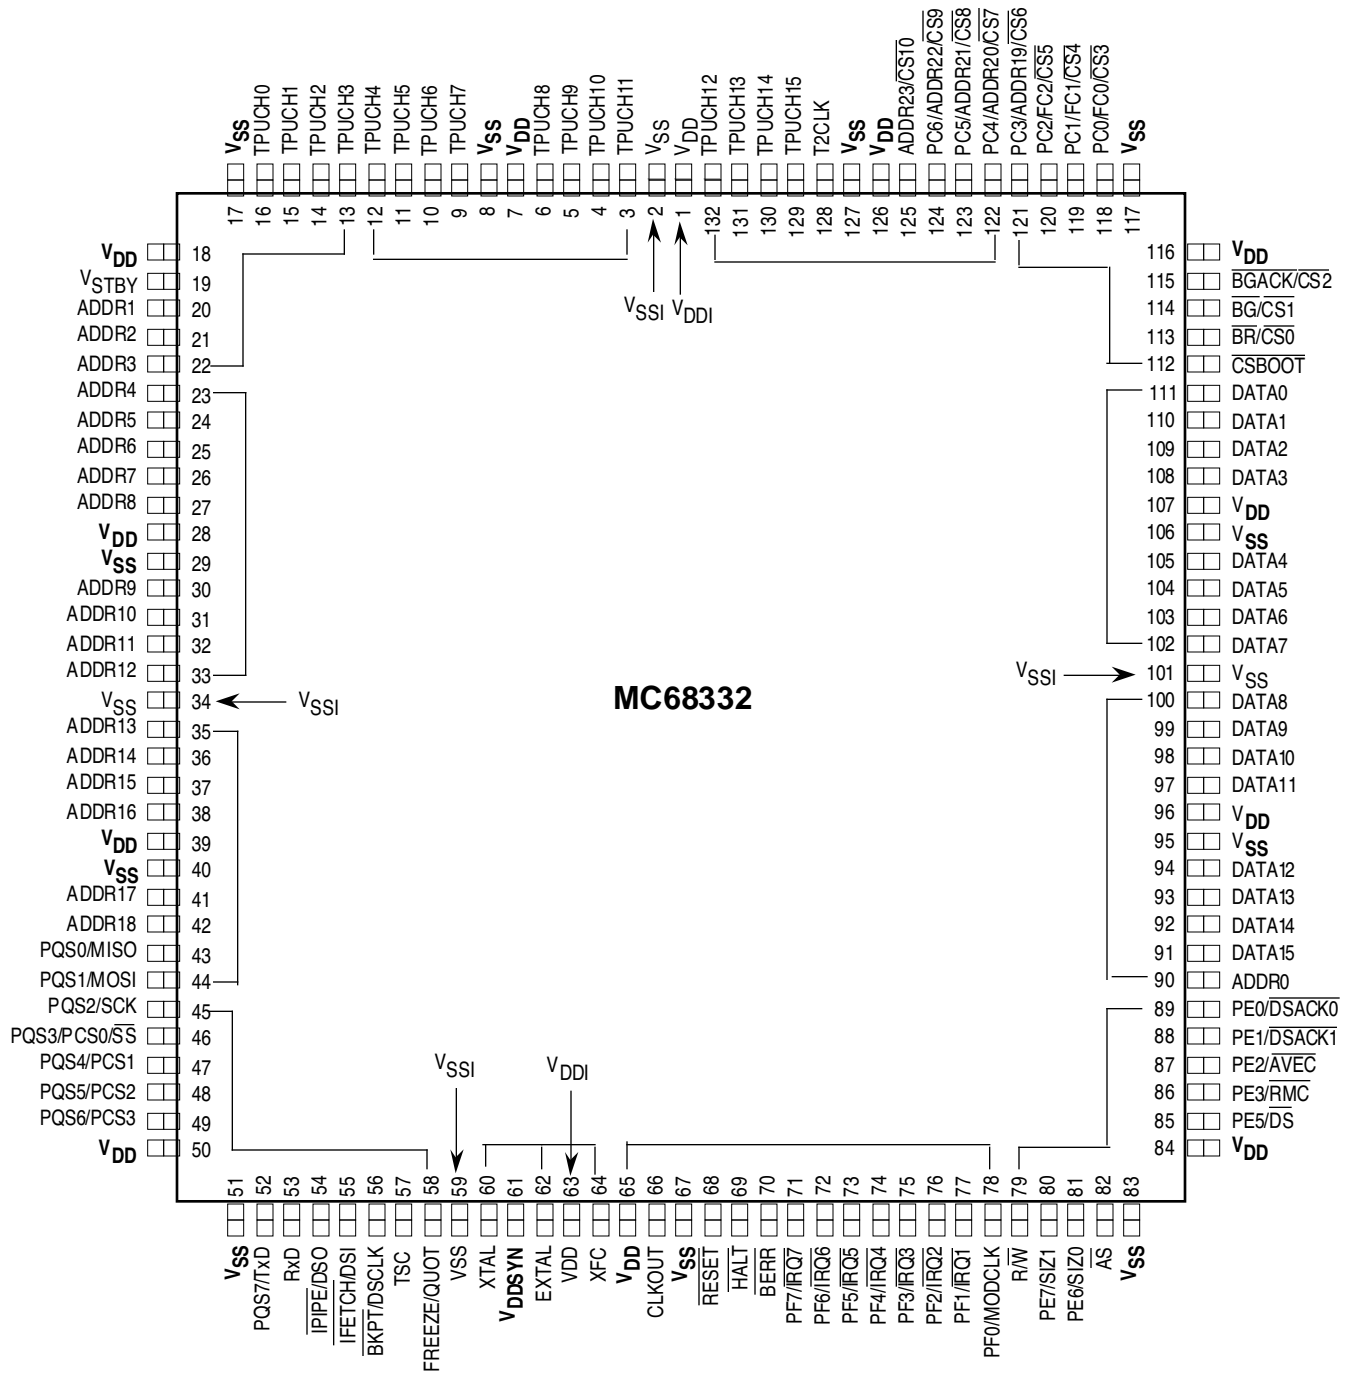 VSS
TPUCH0
TPUCH1
TPUCH2
TPUCH3
TPUCH4
TPUCH5
TPUCH6
TPUCH7
VSS
VDD
TPUCH8
TPUCH9
TPUCH10
TPUCH11
VSS
VDD
TPUCH12
TPUCH13
TPUCH14
TPUCH15
T2CLK
VSS
VDD
ADDR23/CS10
PC6/ADDR22/CS9
PC5/ADDR21/CS8
PC4/ADDR20/CS7
PC3/ADDR19/CS6
PC2/FC2/CS5
PC1/FC1/CS4
PC0/FC0/CS3
VSS
17 16 15 14 13 12 11 10 9 8 7 6 5 4 3 2 1 132 131 130 129 128 127 126 125 124 123 122 121 120 119 118 117
VDD 18
VSTBY 19
ADDR1 20
ADDR2 21
ADDR3 22
ADDR4 23
ADDR5 24
ADDR6 25
ADDR7 26
ADDR8 27
VDD 28
VSS 29
ADDR9 30
ADDR10 31
ADDR11 32
ADDR12 33
VSS 34
ADDR13 35
ADDR14 36
ADDR15 37
ADDR16 38
VDD 39
VSS 40
ADDR17 41
ADDR18 42
PQS0/MISO 43
PQS1/MOSI 44
PQS2/SCK 45
PQS3/PCS0/SS 46
PQS4/PCS1 47
PQS5/PCS2 48
PQS6/PCS3 49
VDD 50
VSSI VDDI
VSSI
MC68332
VSSI
VSSI
VDDI
116 VDD
115 BGACK/CS2
114 BG/CS1
113 BR/CS0
112 CSBOOT
111 DATA0
110 DATA1
109 DATA2
108 DATA3
107 VDD
106 VSS
105 DATA4
104 DATA5
103 DATA6
102 DATA7
101 VSS
100 DATA8
99 DATA9
98 DATA10
97 DATA11
96 VDD
95 VSS
94 DATA12
93 DATA13
92 DATA14
91 DATA15
90 ADDR0
89 PE0/DSACK0
88 PE1/DSACK1
87 PE2/AVEC
86 PE3/RMC
85 PE5/DS
84 VDD
51 52 53 54 55 56 57 58 59 60 61 62 63 64 65 66 67 68 69 70 71 72 73 74 75 76 77 78 79 80 81 82 83
VSS
PQS7/TxD
RxD
IPIPE/DSO
IFETCH/DSI
BKPT/DSCLK
TSC
FREEZE/QUOT
VSS
XTAL
VDDSYN
EXTAL
VDD
XFC
VDD
CLKOUT
VSS
RESET
HALT
BERR
PF7/IRQ7
PF6/IRQ6
PF5/IRQ5
PF4/IRQ4
PF3/IRQ3
PF2/IRQ2
PF1/IRQ1
PF0/MODCLK
R/W
PE7/SIZ1
PE6/SIZ0
AS
VSS